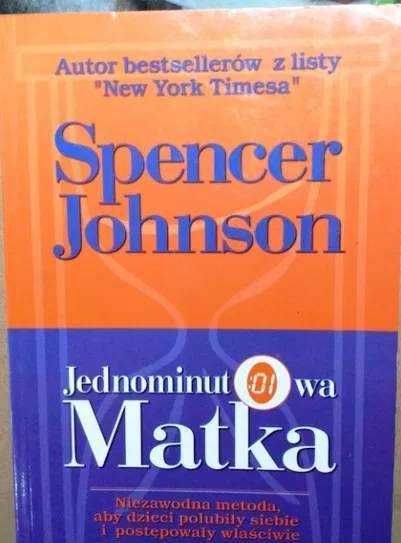 Autor bestsellerów z listy
"New York Timesa"
Spencer
Johnson
Jednominut :01 wa
Matka
Niezawodna metoda,
aby dzieci polubiły siebie
i postępowały właściwie